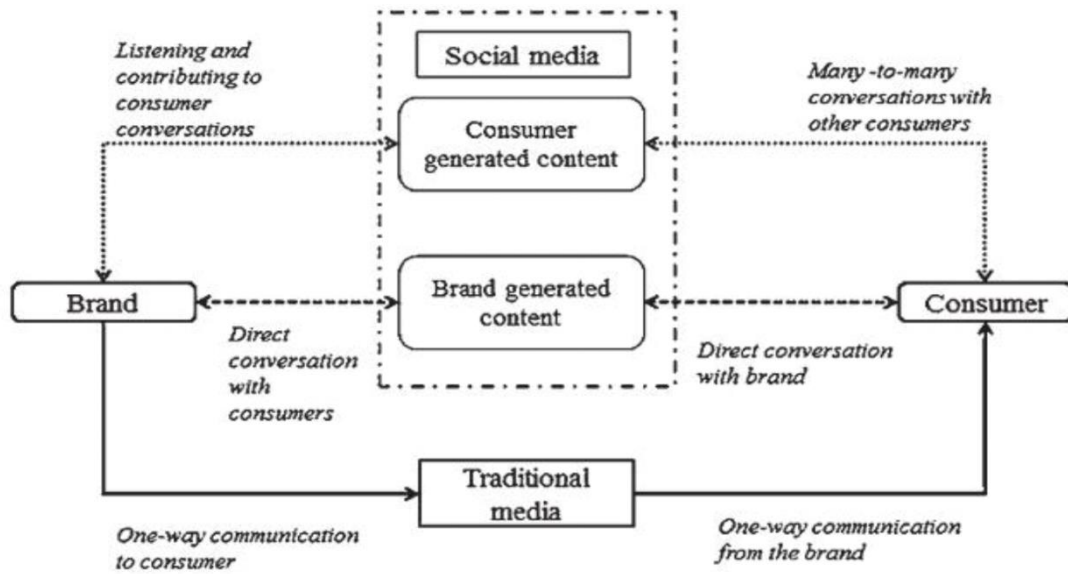 Listening and
contributing to
consumer
conversations
Social media
Consumer
generated content
Many -to-many
conversations with
other consumers
Brand
Brand generated
content
Consumer
Direct
conversation
with
consumers
Direct conversation
with brand
Traditional
media
One-way communication
to consumer
One-way communication
from the brand